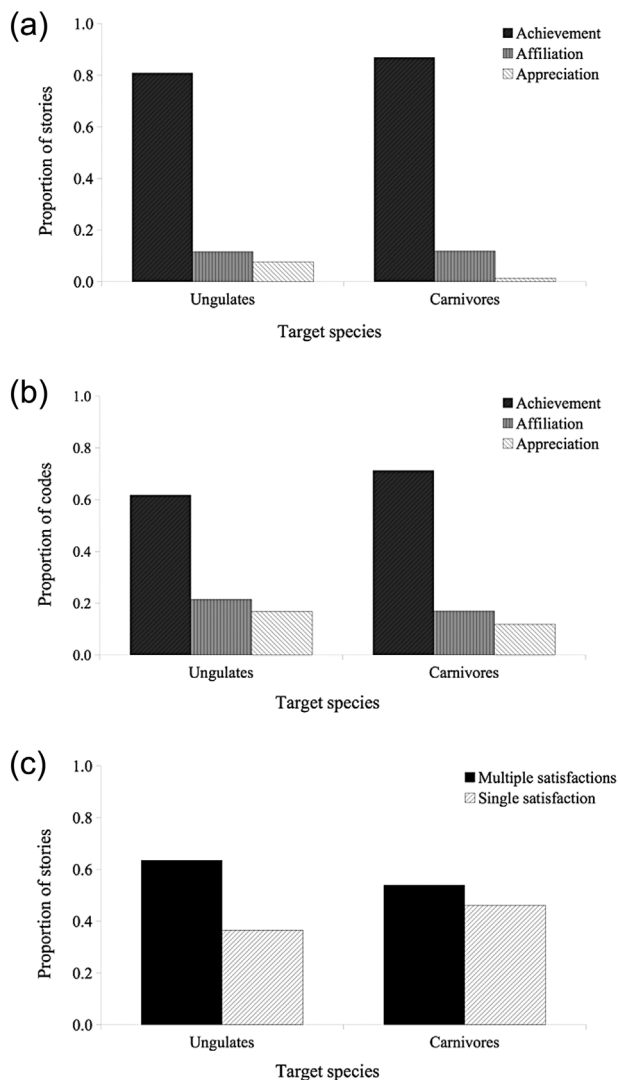 (a)
1.0
0.8
0.6
0.4
0.2
0.0
Proportion of stories
Achievement
Affiliation
Appreciation
Ungulates
Carnivores
Target species
(b)
1.0
0.8
0.6
0.4
0.2
0.0
Proportion of codes
Achievement
Affiliation
Appreciation
Ungulates
Carnivores
Target species
(c)
1.0
0.8
0.6
0.4
0.2
0.0
Proportion of stories
Multiple satisfactions
Single satisfaction
Ungulates
Carnivores
Target species